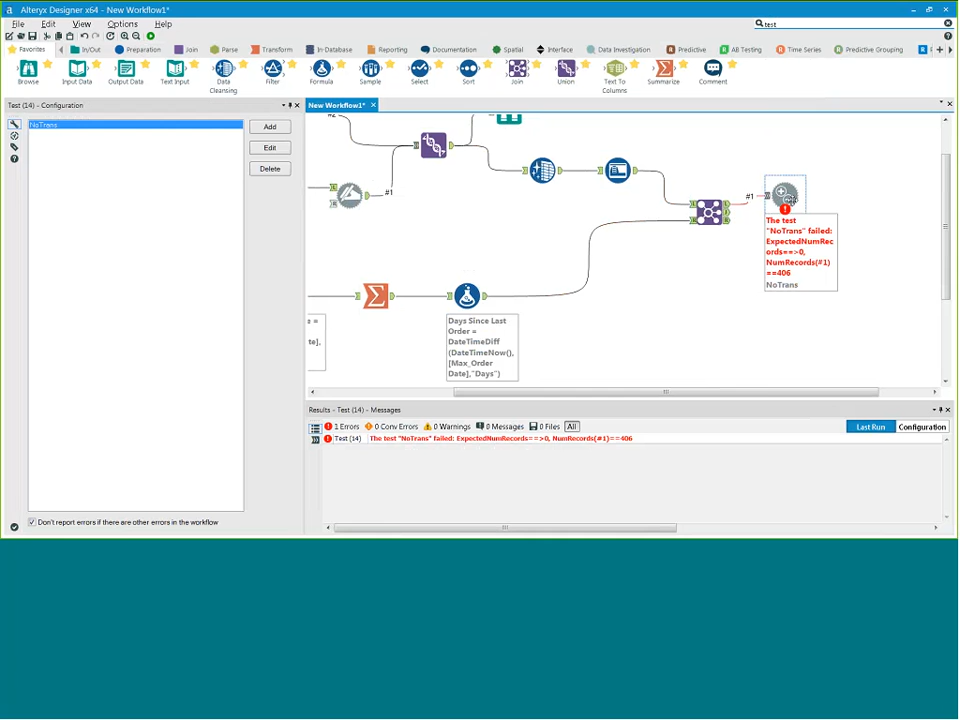 a Alteryx Designer x64 - New Workflow1*
File Edit View Options Help
test
Favorites In/Out Preparation Join Parse Transform In-Database Reporting Documentation Spatial Interface Data Investigation Predictive AB Testing Time Series Predictive Grouping
Browse Input Data Output Data Text Input Data Cleansing Filter Formula Sample Select Sort Join Union Text To Columns Summarize Comment
Test (14) - Configuration
New Workflow1*
NoTrans
Add
Edit
Delete
#2
#1
#1
The test
"NoTrans" failed:
ExpectedNumRec
ords==>0,
NumRecords(#1)
==406
NoTrans
s =
te],
Days Since Last
Order =
DateTimeDiff
(DateTimeNow(),
[Max_Order
Date],"Days")
Don't report errors if there are other errors in the workflow
Results - Test (14) - Messages
1 Errors 0 Conv Errors 0 Warnings 0 Messages 0 Files All
Last Run Configuration
Test (14) The test "NoTrans" failed: ExpectedNumRecords==>0, NumRecords(#1)==406